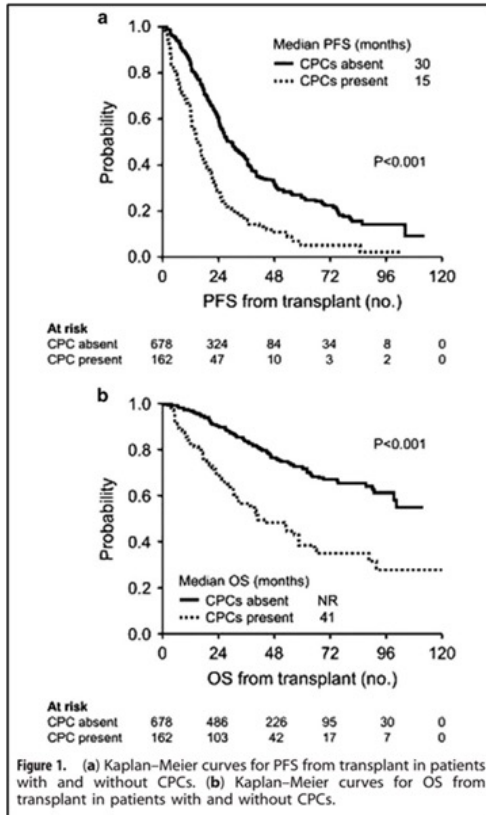 a
Median PFS (months)
CPCs absent 30
CPCs present 15
P<0.001
1.0
0.8
0.6
0.4
0.2
0.0
Probability
0 24 48 72 96 120
PFS from transplant (no.)
At risk
CPC absent 678 324 84 34 8 0
CPC present 162 47 10 3 2 0
b
P<0.001
1.0
0.8
0.6
0.4
0.2
0.0
Probability
Median OS (months)
CPCs absent NR
CPCs present 41
0 24 48 72 96 120
OS from transplant (no.)
At risk
CPC absent 678 486 226 95 30 0
CPC present 162 103 42 17 7 0
Figure 1. (a) Kaplan–Meier curves for PFS from transplant in patients
with and without CPCs. (b) Kaplan–Meier curves for OS from
transplant in patients with and without CPCs.